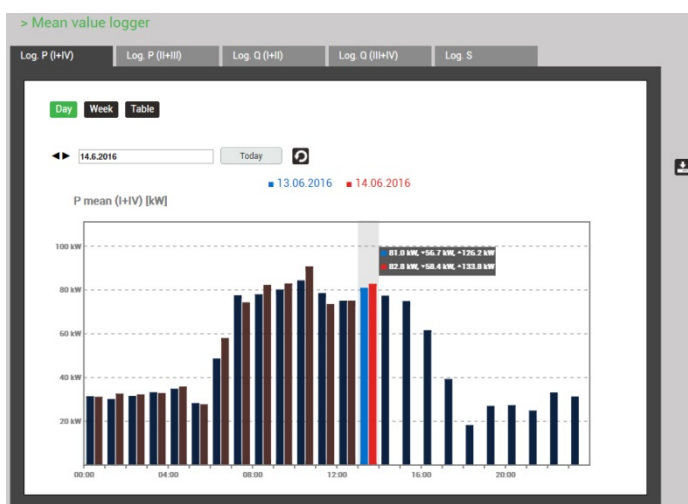 > Mean value logger
Log. P (I+IV) Log. P (II+III) Log. Q (I+II) Log. Q (III+IV) Log. S
Day Week Table
14.6.2016 Today
13.06.2016 14.06.2016
P mean (I+IV) [kW]
100 kW
81.0 kW, 56.7 kW, 126.2 kW
82.8 kW, 58.4 kW, 133.8 kW
80 kW
60 kW
40 kW
20 kW
00:00 04:00 08:00 12:00 16:00 20:00